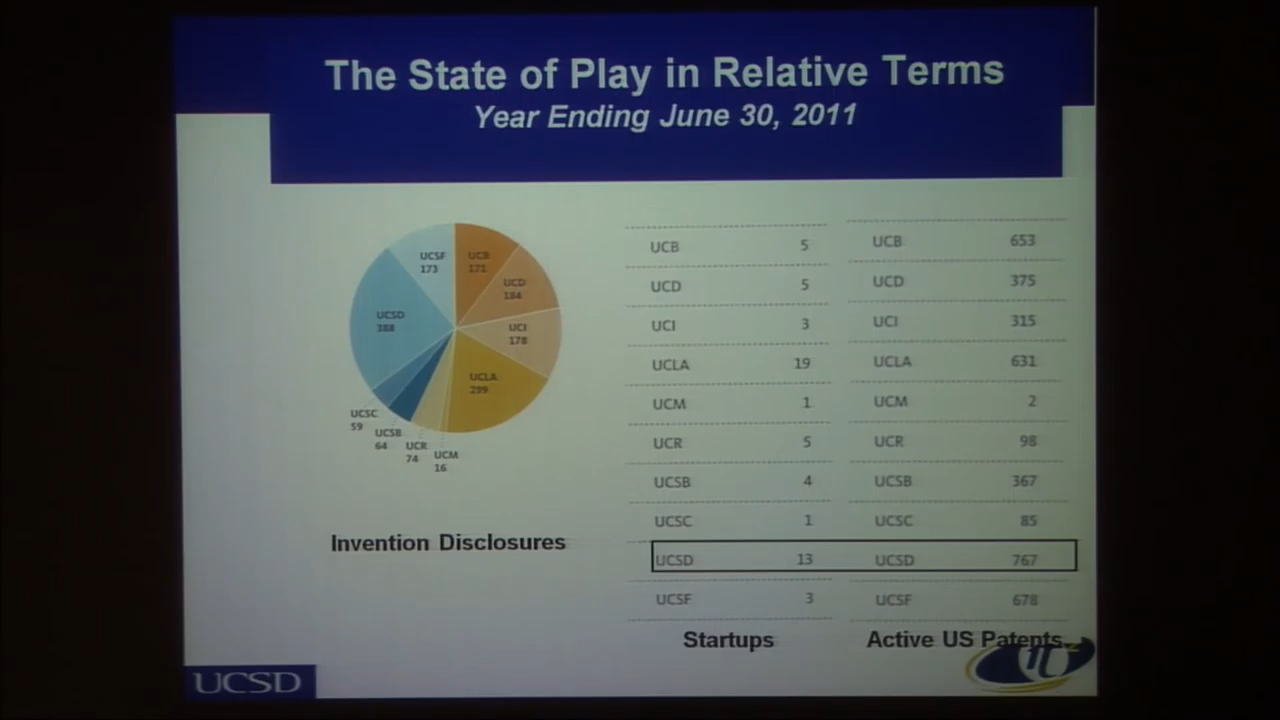 The State of Play in Relative Terms
Year Ending June 30, 2011
UCSF
173
UCB
171
UCD
184
UCSD
388
UCI
178
UCLA
299
UCSC
59
UCSB
64
UCR
74
UCM
16
Invention Disclosures
UCB 5
UCD 5
UCI 3
UCLA 19
UCM 1
UCR 5
UCSB 4
UCSC 1
UCSD 13
UCSF 3
Startups
UCB 653
UCD 375
UCI 315
UCLA 631
UCM 2
UCR 98
UCSB 367
UCSC 85
UCSD 767
UCSF 678
Active US Patents
UCSD